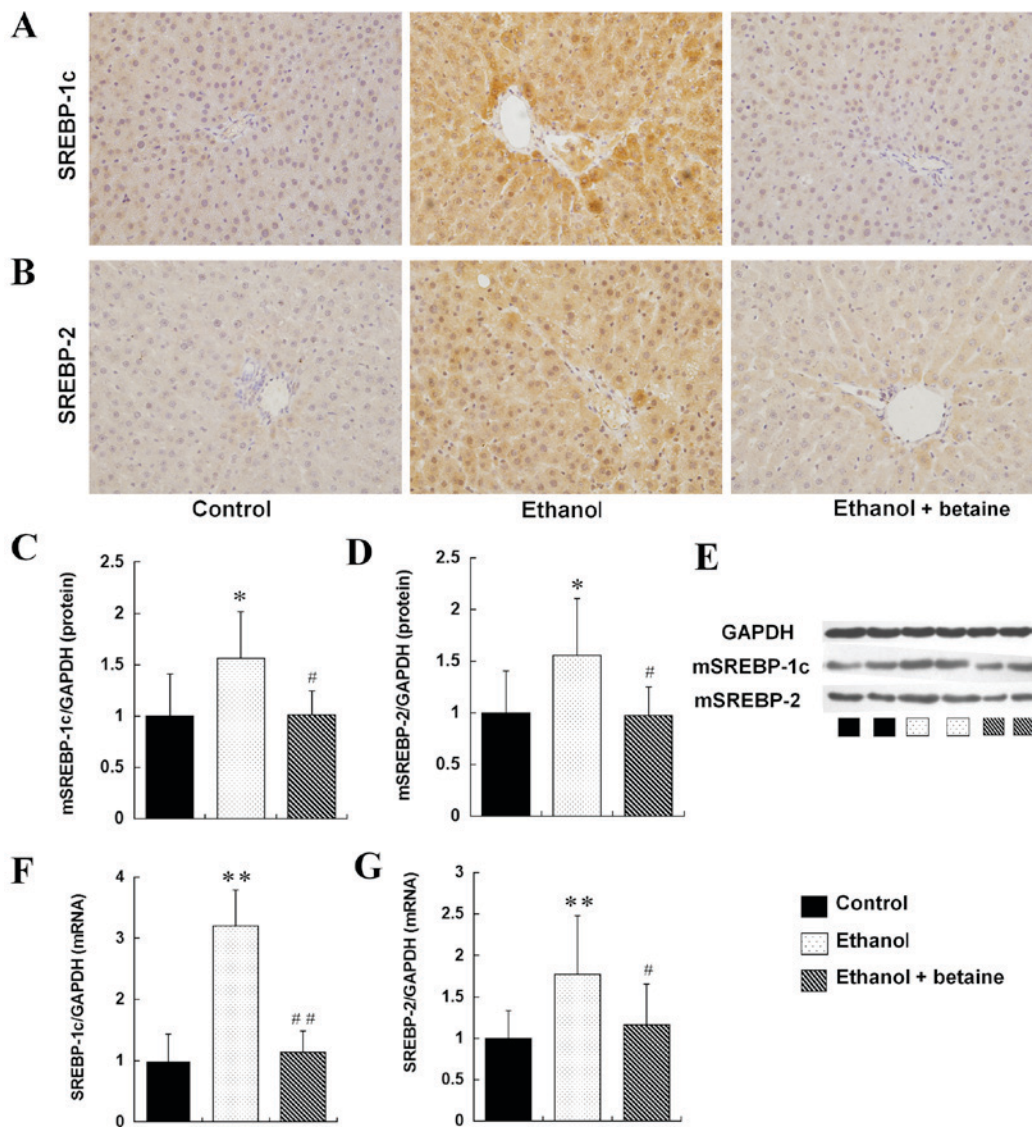 A
SREBP-1c
B
SREBP-2
Control
Ethanol
Ethanol + betaine
C
mSREBP-1c/GAPDH (protein)
2.5
2
1.5
1
0.5
0
*
#
D
mSREBP-2/GAPDH (protein)
2.5
2
1.5
1
0.5
0
*
#
E
GAPDH
mSREBP-1c
mSREBP-2
F
SREBP-1c/GAPDH (mRNA)
4
3
2
1
0
**
##
G
SREBP-2/GAPDH (mRNA)
3
2.5
2
1.5
1
0.5
0
**
#
Control
Ethanol
Ethanol + betaine